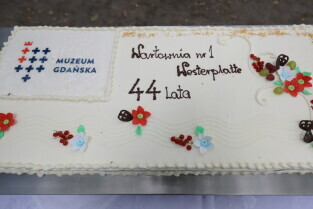 MUZEUM
GDAŃSKA
Wartownia nr 1
Westerplatte
44 lata